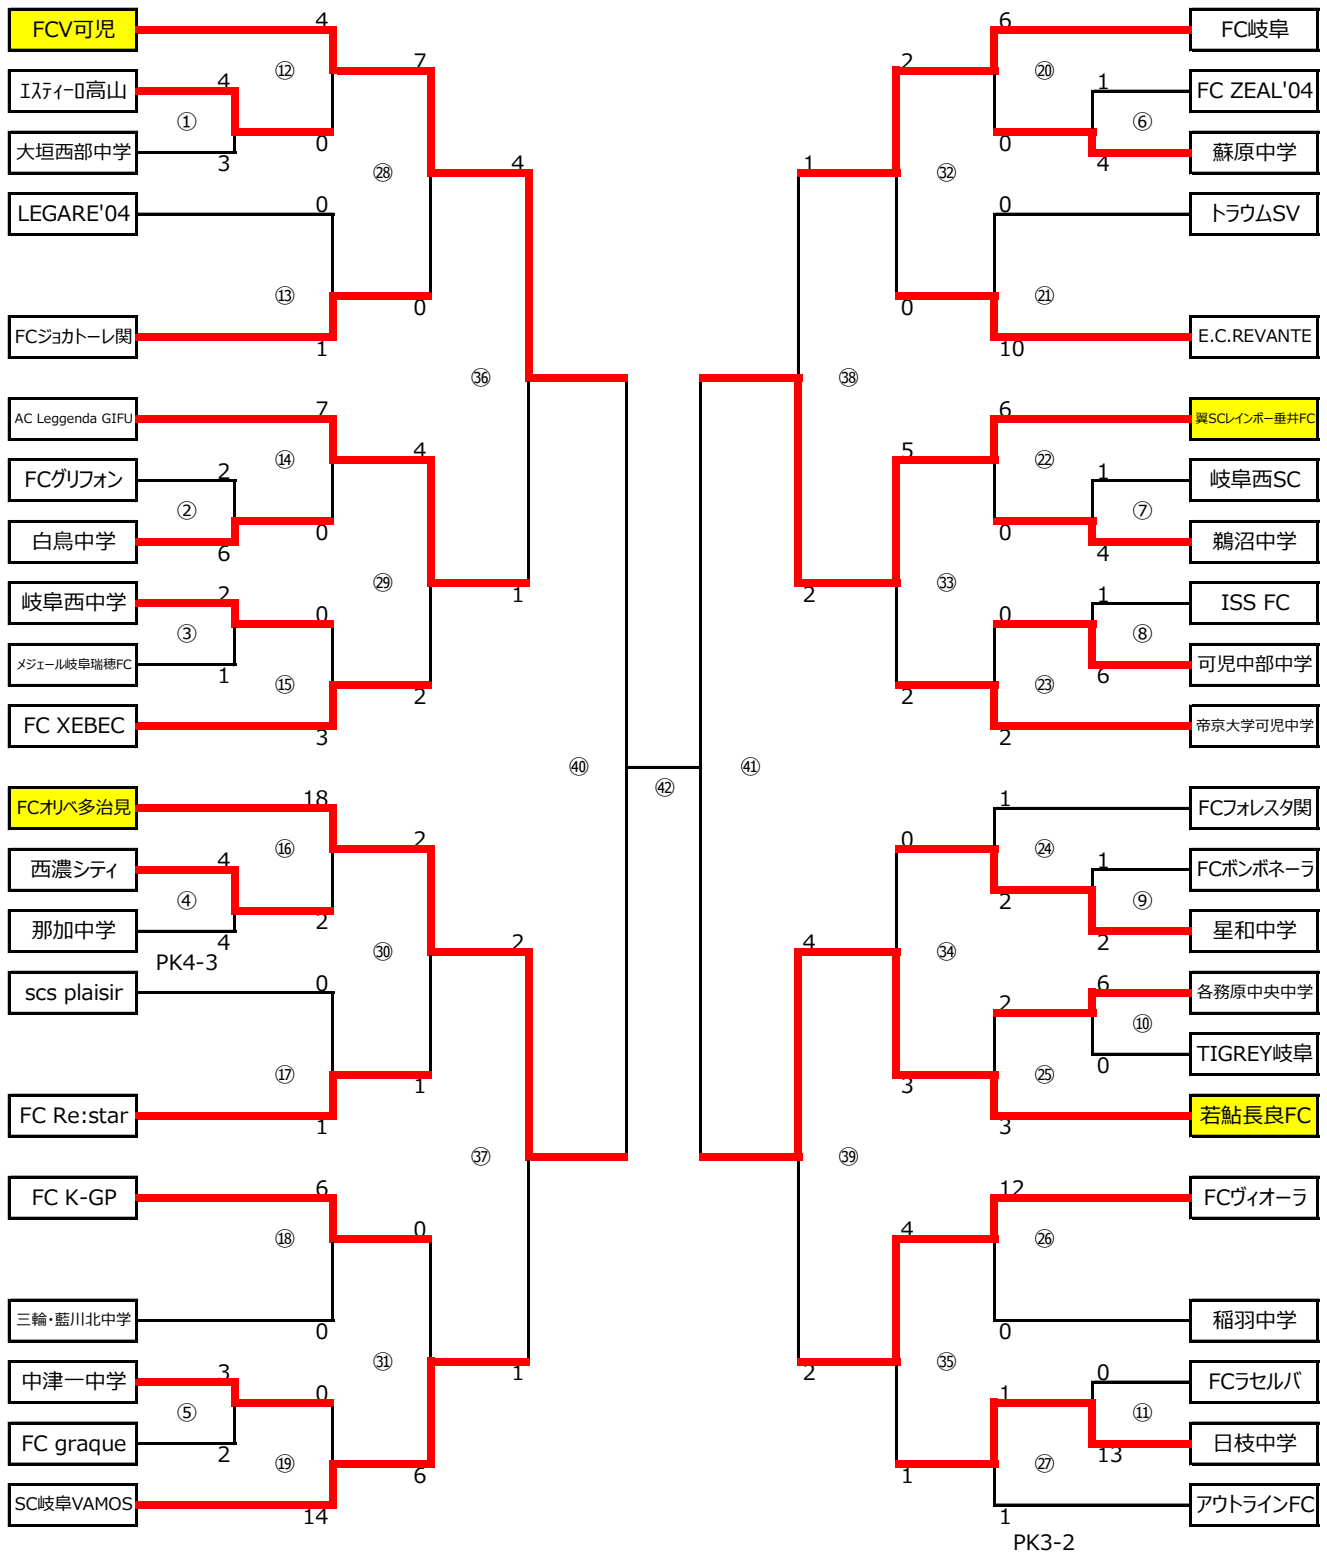 4
6
FCV可児
FC岐阜
7
2
⑫
⑳
4
1
ｴｽﾃｨｰﾛ高山
FC ZEAL'04
①
⑥
0
0
大垣西部中学
3
4
蘇原中学
4
1
㉘
㉜
0
0
LEGARE'04
トラウムSV
⑬
㉑
0
0
FCジョカトーレ関
E.C.REVANTE
1
10
㊱
㊳
7
6
AC Leggenda GIFU
翼SCレインボー垂井FC
4
5
⑭
㉒
2
1
FCグリフォン
岐阜西SC
②
⑦
0
0
白鳥中学
鵜沼中学
6
4
㉙
㉝
2
1
1
2
岐阜西中学
ISS FC
0
0
③
⑧
メジェール岐阜瑞穂FC
可児中部中学
1
6
⑮
㉓
2
2
FC XEBEC
帝京大学可児中学
3
2
㊵
㊷
㊶
18
1
FCオリベ多治見
FCフォレスタ関
2
0
⑯
㉔
4
1
西濃シティ
FCボンボネーラ
④
⑨
2
2
那加中学
星和中学
4
2
2
4
PK4-3
㉚
㉞
0
6
scs plaisir
各務原中央中学
2
⑩
TIGREY岐阜
0
⑰
㉕
1
3
FC Re:star
若鮎長良FC
1
3
㊲
㊴
6
12
FC K-GP
FCヴィオーラ
0
4
⑱
㉖
三輪・藍川北中学
稲羽中学
0
0
㉛
㉟
1
2
3
0
中津一中学
FCラセルバ
0
1
⑤
⑪
FC graque
日枝中学
2
13
⑲
㉗
6
1
SC岐阜VAMOS
アウトラインFC
14
1
PK3-2